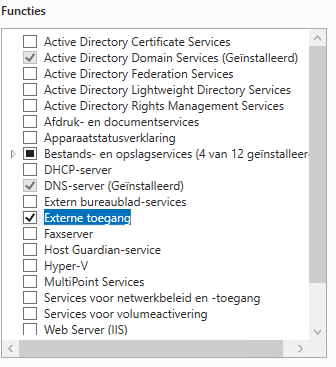 Functies
Active Directory Certificate Services
Active Directory Domain Services (Geïnstalleerd)
Active Directory Federation Services
Active Directory Lightweight Directory Services
Active Directory Rights Management Services
Afdruk- en documentservices
Apparaatstatusverklaring
Bestands- en opslagservices (4 van 12 geïnstalleer
DHCP-server
DNS-server (Geïnstalleerd)
Extern bureaublad-services
Externe toegang
Faxserver
Host Guardian-service
Hyper-V
MultiPoint Services
Services voor netwerkbeleid en -toegang
Services voor volumeactivering
Web Server (IIS)